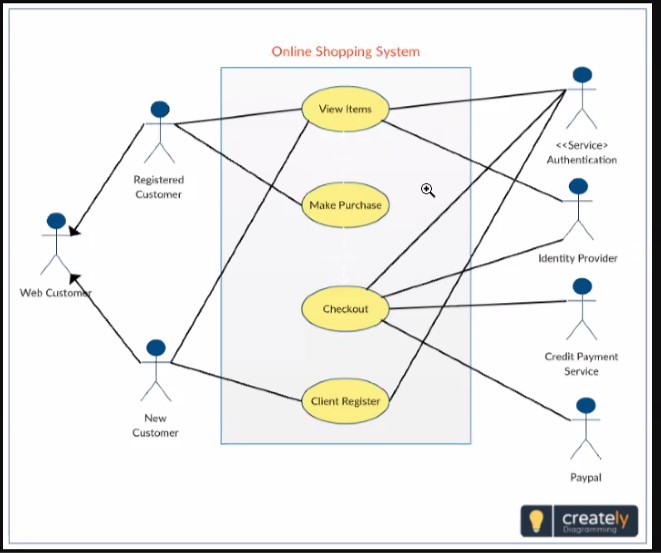 Online Shopping System
View Items
<<Service>
Authentication
Registered
Customer
Make Purchase
Identity Provider
Web Customer
Checkout
Credit Payment
Service
Client Register
New
Customer
Paypal
creately
Diagramming